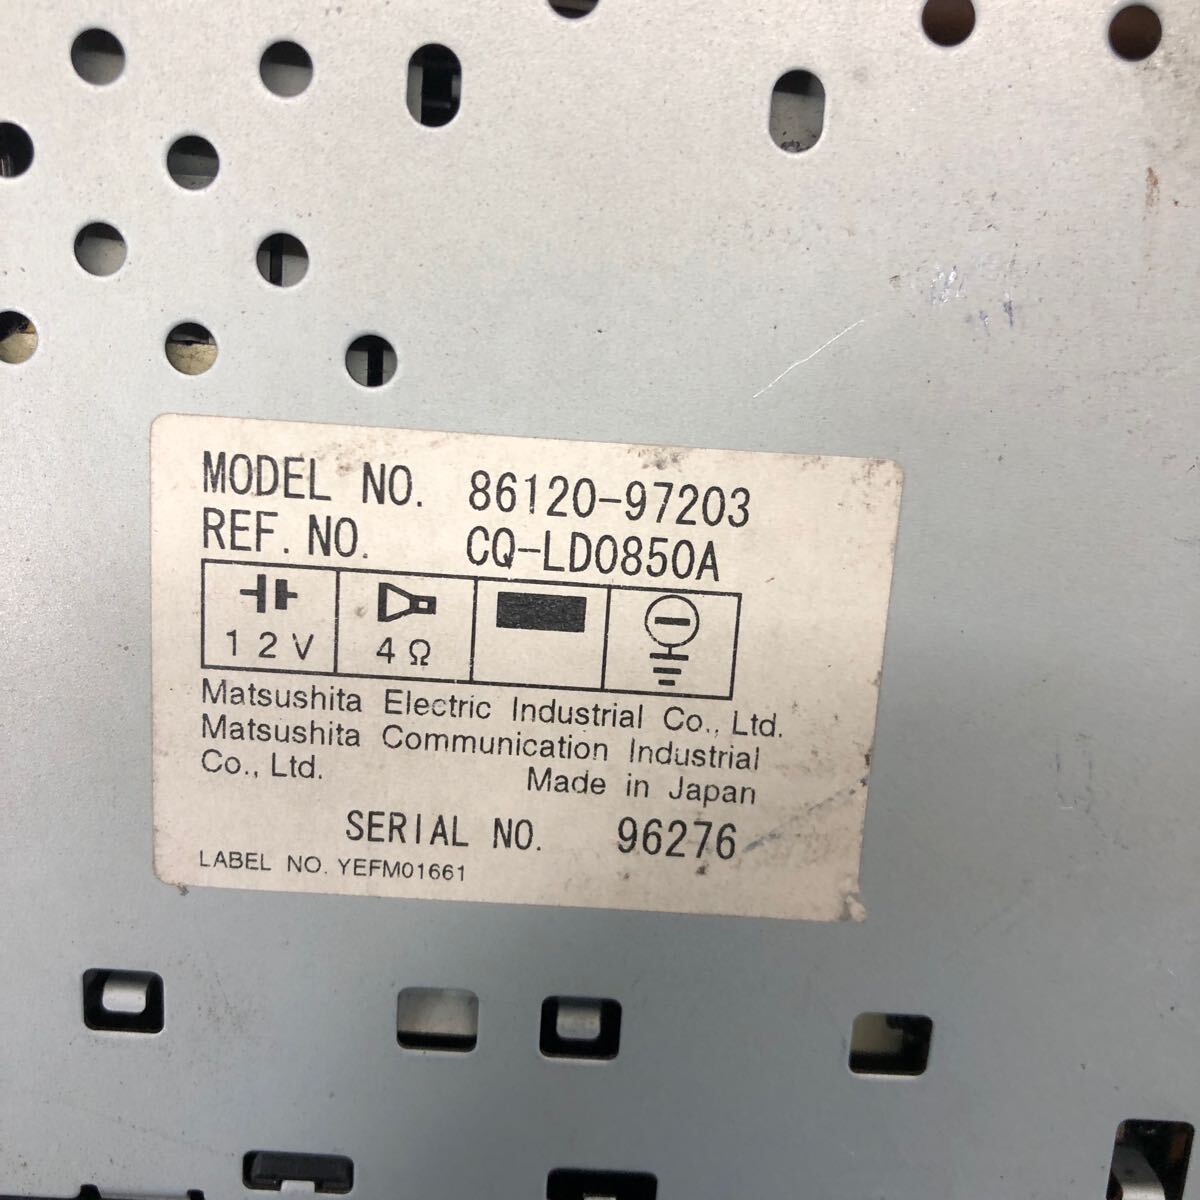 MODEL NO. 86120-97203
REF. NO. CQ-LD0850A
12V 4Ω
Matsushita Electric Industrial Co., Ltd.
Matsushita Communication Industrial
Co., Ltd. Made in Japan
SERIAL NO. 96276
LABEL NO. YEFM01661